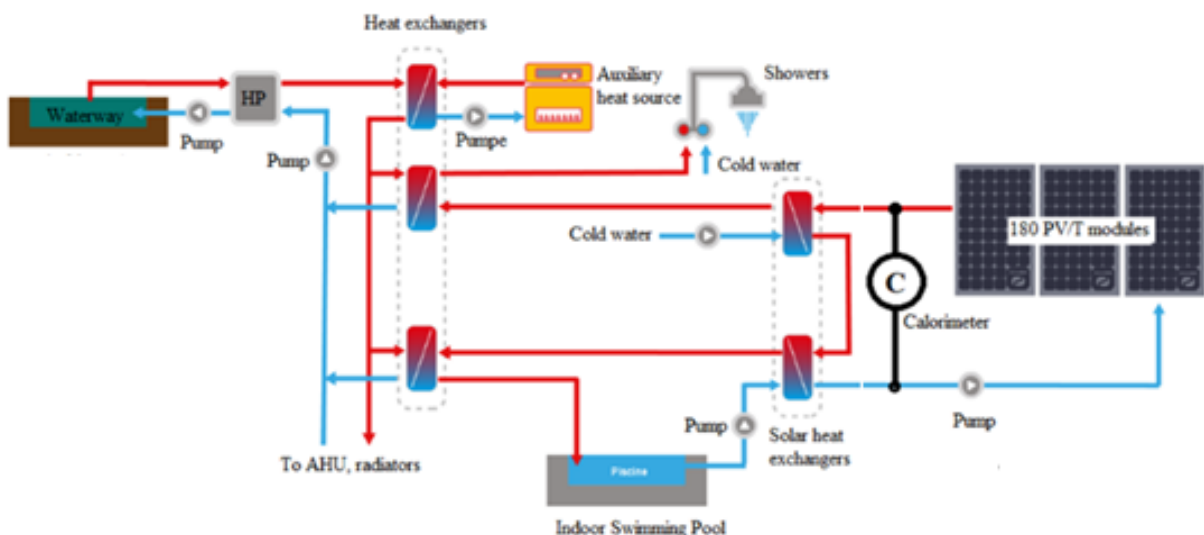 Heat exchangers
Auxiliary
heat source
Showers
HP
Waterway
Pump
Pump
Pumpe
Cold water
180 PV/T modules
Cold water
C
Calorimeter
Pump
Pump
Solar heat
exchangers
To AHU, radiators
Piscine
Indoor Swimming Pool